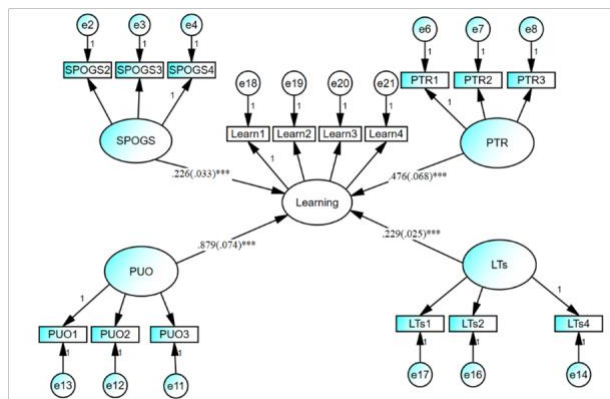 e2 e3 e4 e6 e7 e8
1 1 1 1 1 1
SPOGS2 SPOGS3 SPOGS4 PTR1 PTR2 PTR3
e18 e19 e20 e21
1 1 1 1
Learn1 Learn2 Learn3 Learn4
1 1 1
SPOGS PTR
.226(.033)*** .476(.068)***
Learning
.879(.074)*** .229(.025)***
PUO LTs
1 1
PUO1 PUO2 PUO3 LTs1 LTs2 LTs4
1 1 1 1 1 1
e13 e12 e11 e17 e16 e14